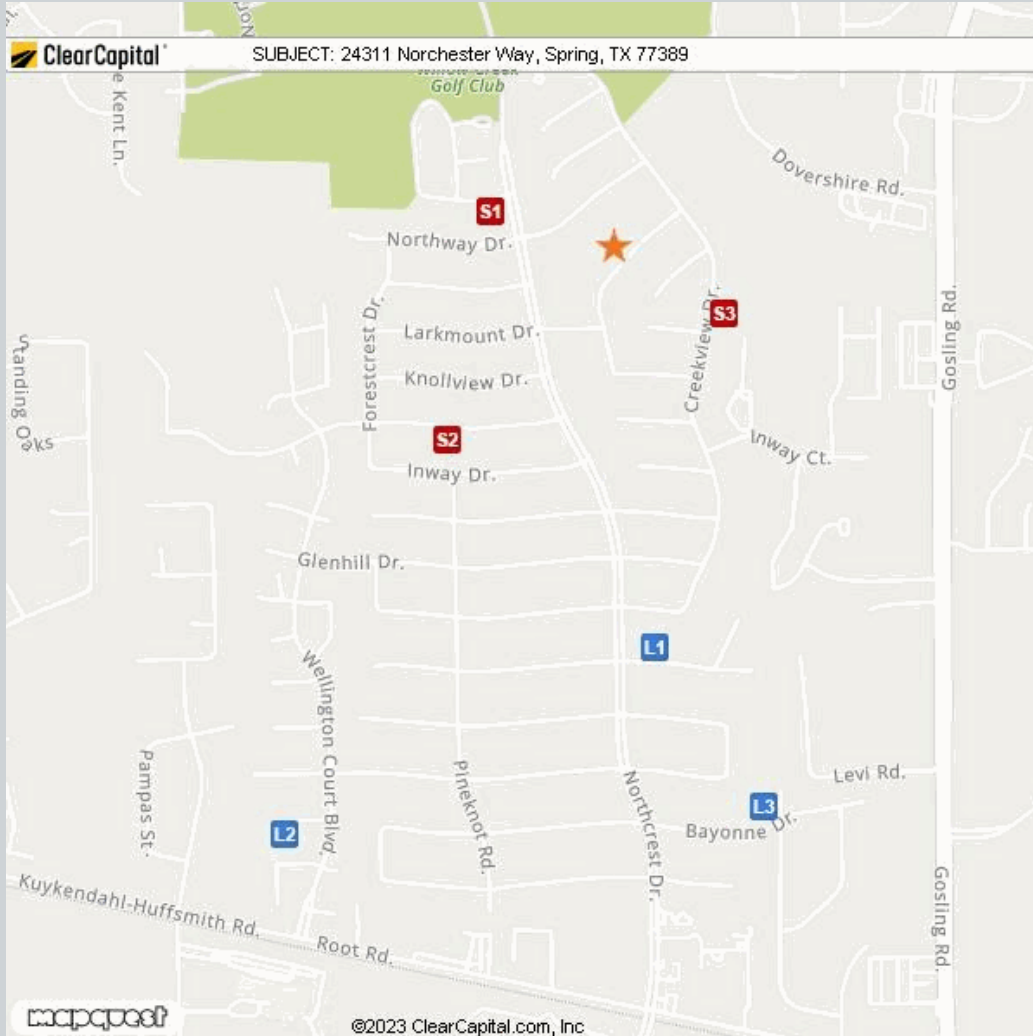 ClearCapital
SUBJECT: 24311 Norchester Way, Spring, TX 77389
Golf Club
Kent Ln.
Dovershire Rd.
S1
Northway Dr.
S3
Gosling Rd.
Forestcrest Dr.
Larkmount Dr.
Creekview Dr.
Standing Oaks
Knollview Dr.
S2
Inway Ct.
Inway Dr.
Glenhill Dr.
L1
Wellington Court Blvd.
Pampas St.
Pineknot Rd.
Northcrest Dr.
Levi Rd.
L3
L2
Bayonne Dr.
Kuykendahl-Huffsmith Rd.
Gosling Rd.
Root Rd.
mapquest
©2023 ClearCapital.com, Inc